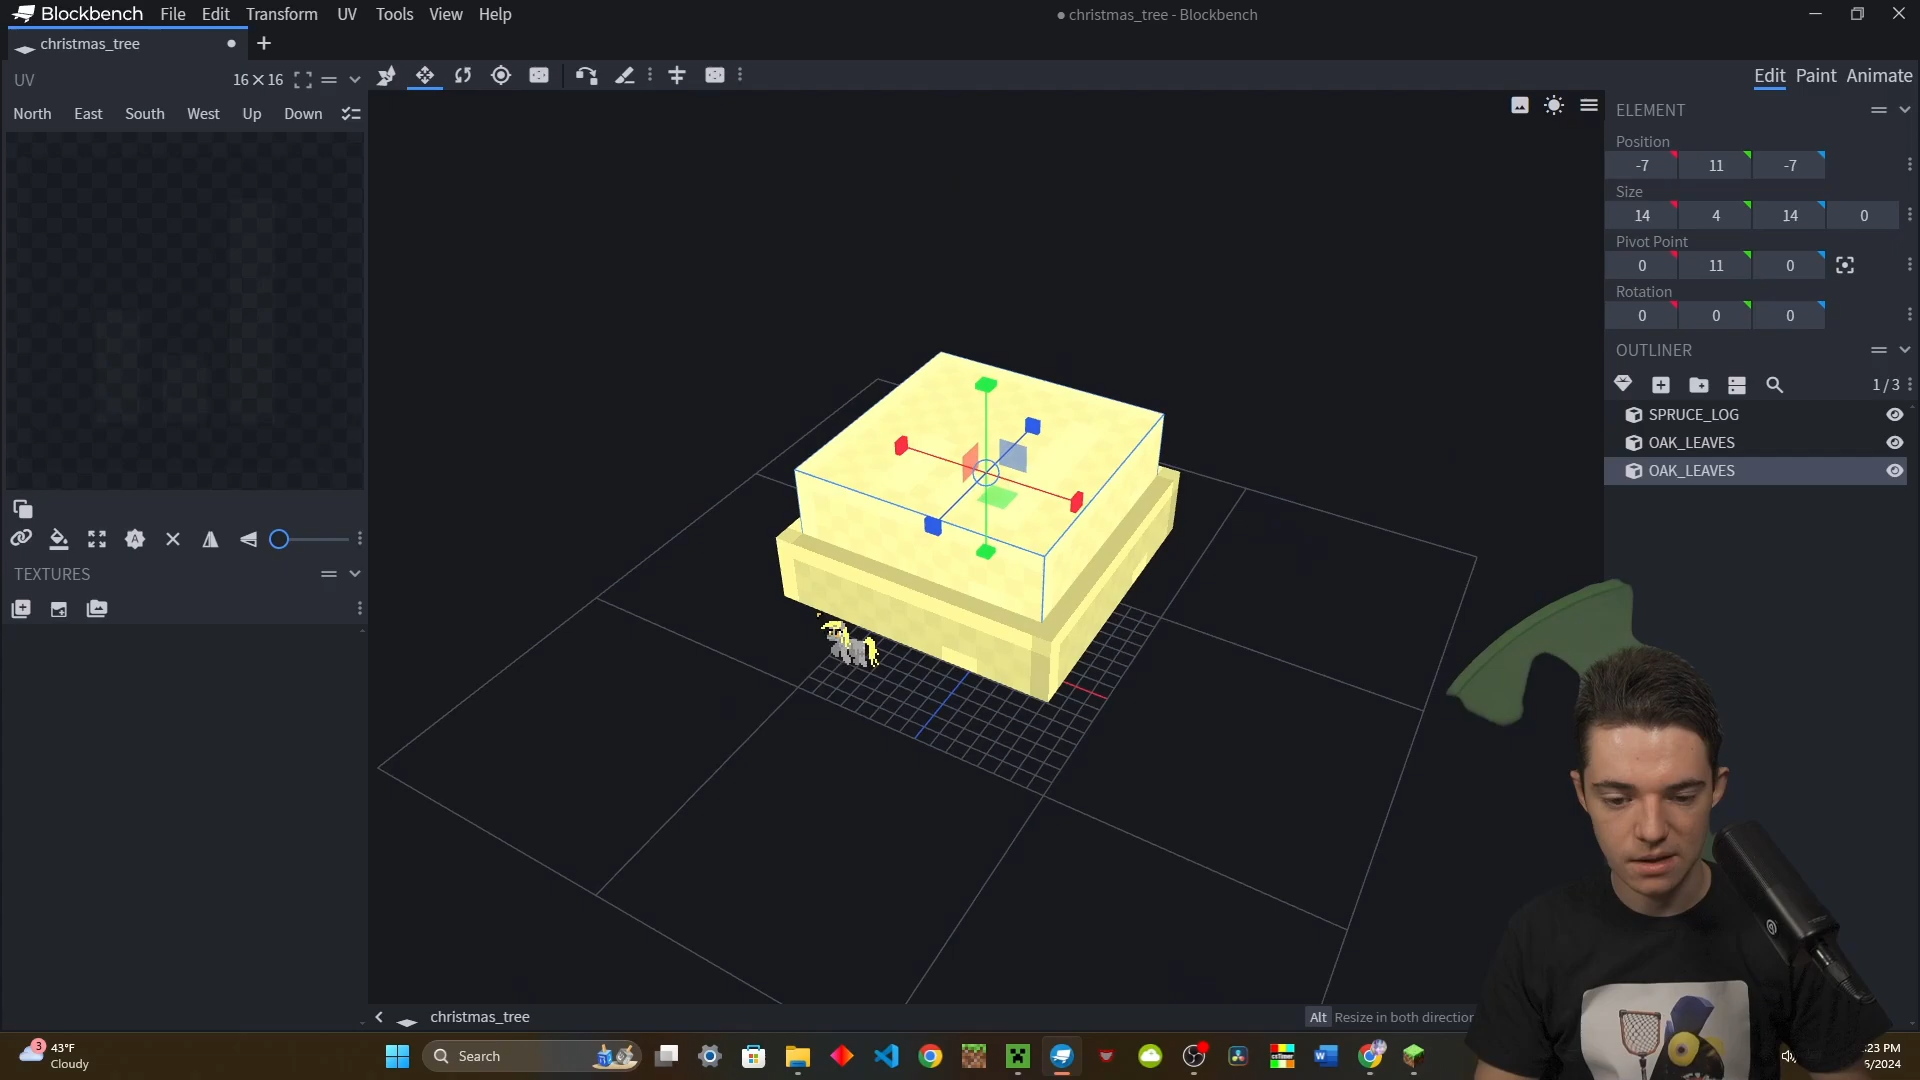 Blockbench File Edit Transform UV Tools View Help
christmas_tree - Blockbench
christmas_tree
UV 16×16
North East South West Up Down
TEXTURES
Edit Paint Animate
ELEMENT
Position
-7 11 -7
Size
14 4 14 0
Pivot Point
0 11 0
Rotation
0 0 0
OUTLINER
1 / 3
SPRUCE_LOG
OAK_LEAVES
OAK_LEAVES
christmas_tree
Alt Resize in both direction
3
43°F
Cloudy
Search
:23 PM
/2024